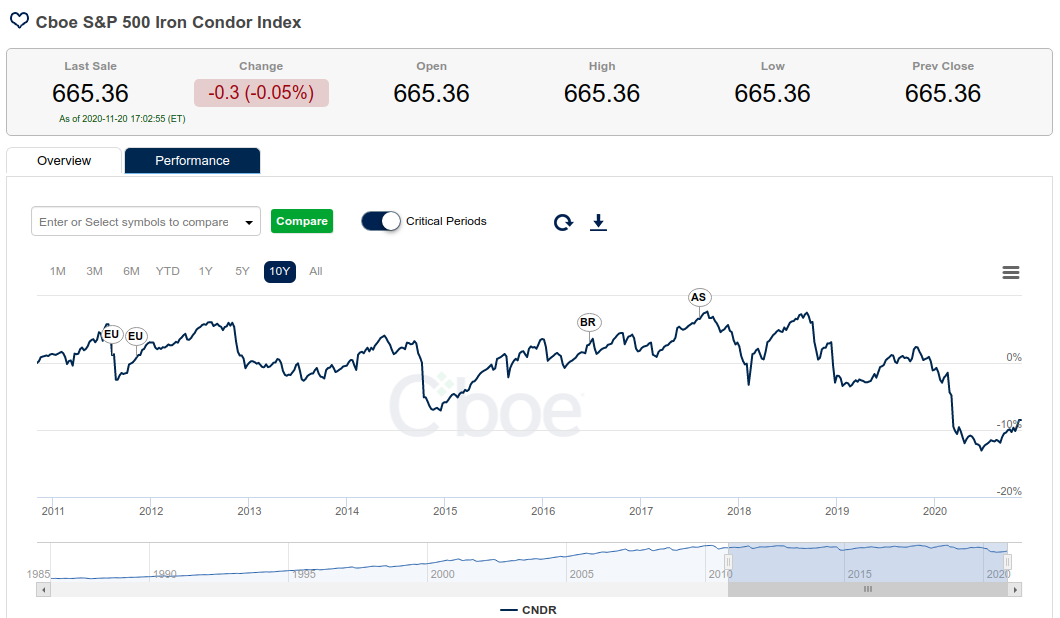 Cboe S&P 500 Iron Condor Index
Last Sale Change Open High Low Prev Close
665.36 -0.3 (-0.05%) 665.36 665.36 665.36 665.36
As of 2020-11-20 17:02:55 (ET)
Overview Performance
Enter or Select symbols to compare Compare Critical Periods
1M 3M 6M YTD 1Y 5Y 10Y All
AS
BR
EU EU
0%
Cboe
-10%
-20%
2011 2012 2013 2014 2015 2016 2017 2018 2019 2020
1985 1990 1995 2000 2005 2010 2015 2020
CNDR